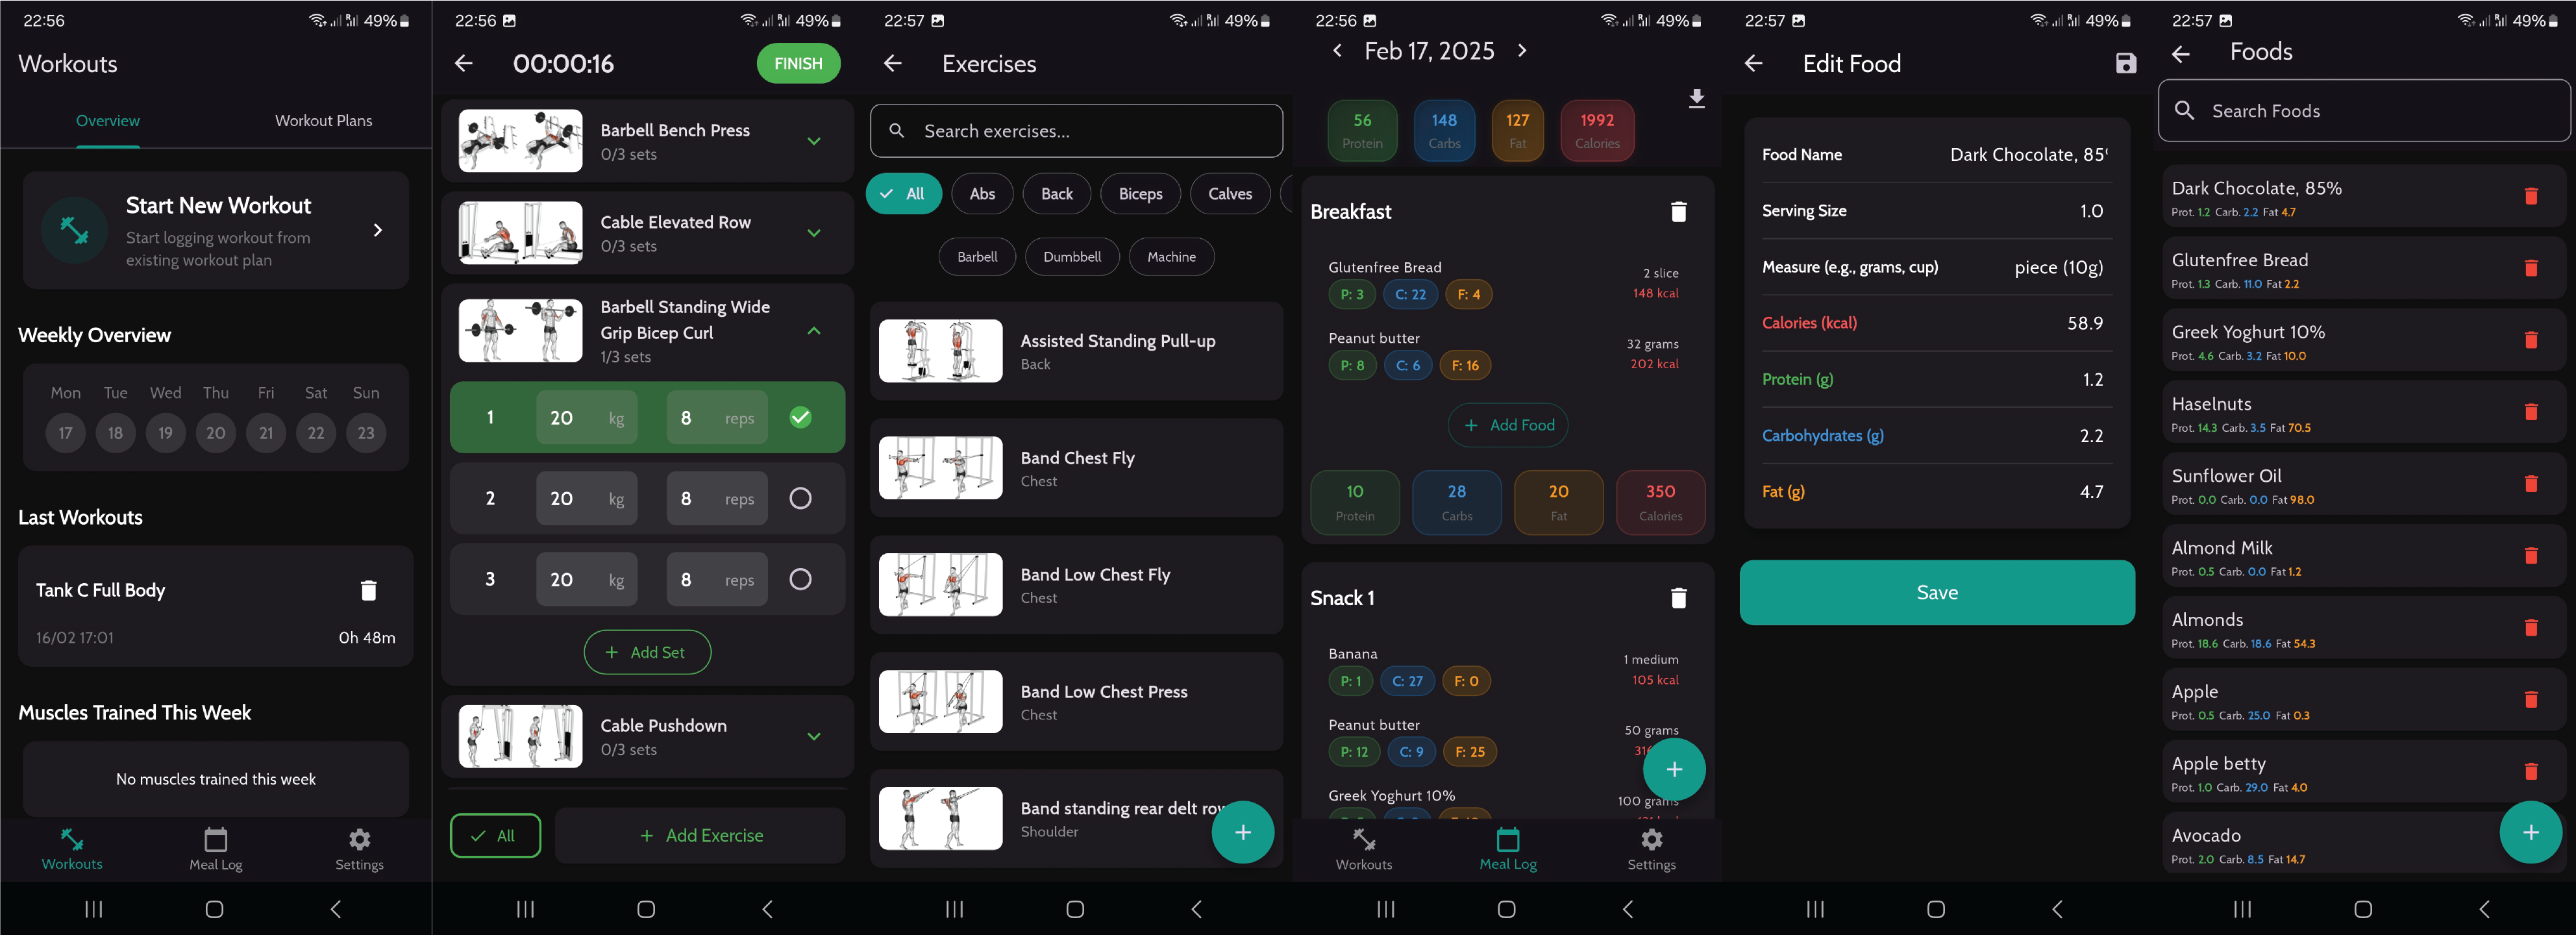 22:56
49%
Workouts
Overview
Workout Plans
Start New Workout
Start logging workout from
existing workout plan
Weekly Overview
Mon Tue Wed Thu Fri Sat Sun
17 18 19 20 21 22 23
Last Workouts
Tank C Full Body
16/02 17:01
0h 48m
Muscles Trained This Week
No muscles trained this week
Workouts
Meal Log
Settings
22:56
49%
00:00:16
FINISH
Barbell Bench Press
0/3 sets
Cable Elevated Row
0/3 sets
Barbell Standing Wide
Grip Bicep Curl
1/3 sets
1 20 kg 8 reps
2 20 kg 8 reps
3 20 kg 8 reps
+ Add Set
Cable Pushdown
0/3 sets
All
+ Add Exercise
22:57
49%
Exercises
Search exercises...
All Abs Back Biceps Calves
Barbell Dumbbell Machine
Assisted Standing Pull-up
Back
Band Chest Fly
Chest
Band Low Chest Fly
Chest
Band Low Chest Press
Chest
Band standing rear delt row
Shoulder
+
22:56
49%
Feb 17, 2025
56 148 127 1992
Protein Carbs Fat Calories
Breakfast
Glutenfree Bread
2 slice
P: 3 C: 22 F: 4
148 kcal
Peanut butter
32 grams
P: 8 C: 6 F: 16
202 kcal
+ Add Food
10 28 20 350
Protein Carbs Fat Calories
Snack 1
Banana
1 medium
P: 1 C: 27 F: 0
105 kcal
Peanut butter
50 grams
P: 12 C: 9 F: 25
316
+
Greek Yoghurt 10%
100 grams
Workouts
Meal Log
Settings
22:57
49%
Edit Food
Food Name Dark Chocolate, 85
Serving Size 1.0
Measure (e.g., grams, cup) piece (10g)
Calories (kcal) 58.9
Protein (g) 1.2
Carbohydrates (g) 2.2
Fat (g) 4.7
Save
22:57
49%
Foods
Search Foods
Dark Chocolate, 85%
Prot. 1.2 Carb. 2.2 Fat 4.7
Glutenfree Bread
Prot. 1.3 Carb. 11.0 Fat 2.2
Greek Yoghurt 10%
Prot. 4.6 Carb. 3.2 Fat 10.0
Haselnuts
Prot. 14.3 Carb. 3.5 Fat 70.5
Sunflower Oil
Prot. 0.0 Carb. 0.0 Fat 98.0
Almond Milk
Prot. 0.5 Carb. 0.0 Fat 1.2
Almonds
Prot. 18.6 Carb. 18.6 Fat 54.3
Apple
Prot. 0.5 Carb. 25.0 Fat 0.3
Apple betty
Prot. 1.0 Carb. 29.0 Fat 4.0
Avocado
Prot. 2.0 Carb. 8.5 Fat 14.7
+